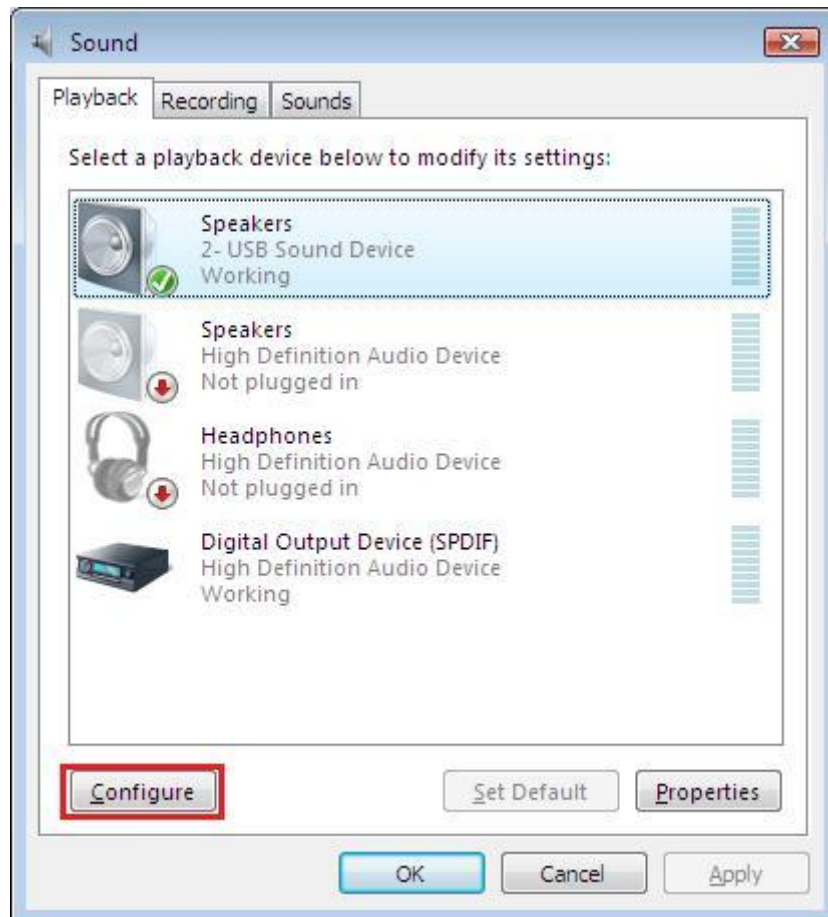 Sound
Playback Recording Sounds
Select a playback device below to modify its settings:
Speakers
2- USB Sound Device
Working
Speakers
High Definition Audio Device
Not plugged in
Headphones
High Definition Audio Device
Not plugged in
Digital Output Device (SPDIF)
High Definition Audio Device
Working
Configure Set Default Properties
OK Cancel Apply